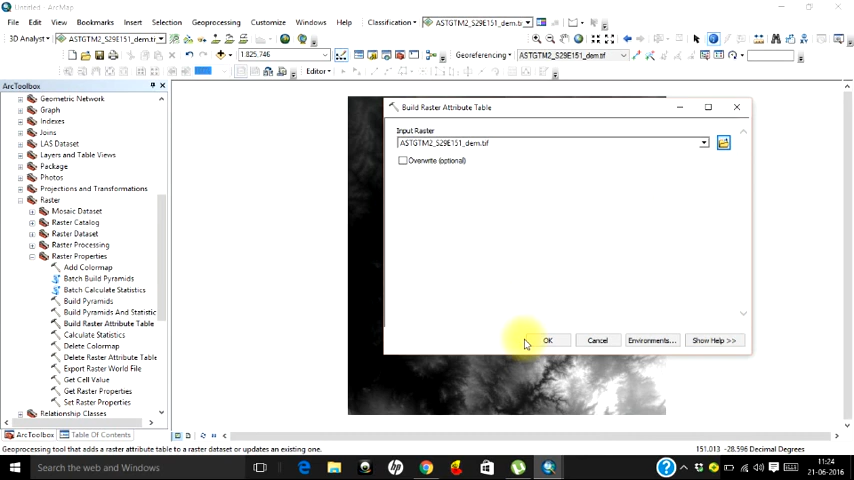 Untitled - ArcMap
File Edit View Bookmarks Insert Selection Geoprocessing Customize Windows Help
Classification ASTGTM2_S29E151_dem.tif
3D Analyst ASTGTM2_S29E151_dem.tif
1:825,746
Georeferencing ASTGTM2_S29E151_dem.tif
Editor
ArcToolbox
Geometric Network
Graph
Indexes
Joins
LAS Dataset
Layers and Table Views
Package
Photos
Projections and Transformations
Raster
Mosaic Dataset
Raster Catalog
Raster Dataset
Raster Processing
Raster Properties
Add Colormap
Batch Build Pyramids
Batch Calculate Statistics
Build Pyramids
Build Pyramids And Statistic
Build Raster Attribute Table
Calculate Statistics
Delete Colormap
Delete Raster Attribute Table
Export Raster World File
Get Cell Value
Get Raster Properties
Set Raster Properties
Relationship Classes
ArcToolbox Table Of Contents
Build Raster Attribute Table
Input Raster
ASTGTM2_S29E151_dem.tif
Overwrite (optional)
OK Cancel Environments... Show Help >>
Geoprocessing tool that adds a raster attribute table to a raster dataset or updates an existing one.
151.013 -28.596 Decimal Degrees
Search the web and Windows
11:24
21-06-2016